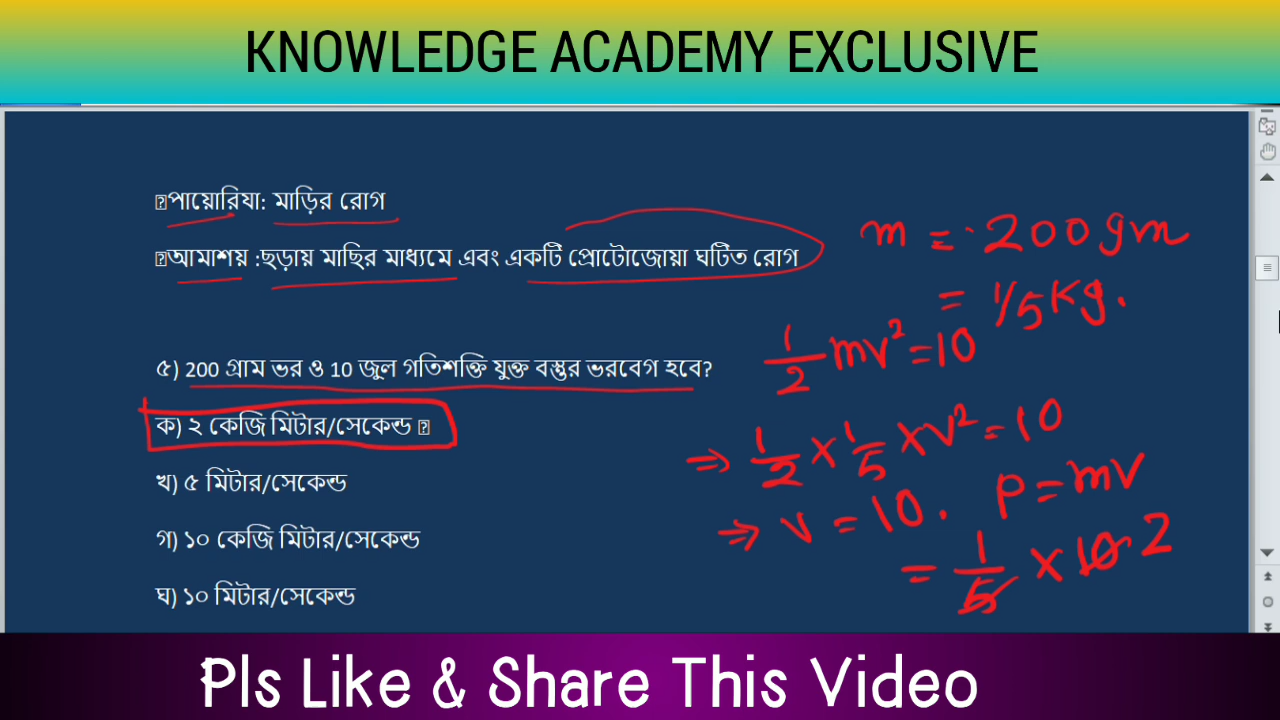 KNOWLEDGE ACADEMY EXCLUSIVE
পায়োরিযা: মাড়ির রোগ
আমাশয় :ছড়ায় মাছির মাধ্যমে এবং একটি প্রোটোজোয়া ঘটিত রোগ
m = 200gm
= 1/5 kg.
৫) 200 গ্রাম ভর ও 10 জুল গতিশক্তি যুক্ত বস্তুর ভরবেগ হবে?
1/2 mv² = 10
ক) ২ কেজি মিটার/সেকেন্ড
⇒ 1/2 × 1/5 × v² = 10
খ) ৫ মিটার/সেকেন্ড
⇒ v = 10. P = mv
গ) ১০ কেজি মিটার/সেকেন্ড
= 1/5 × 10 2
ঘ) ১০ মিটার/সেকেন্ড
Pls Like & Share This Video